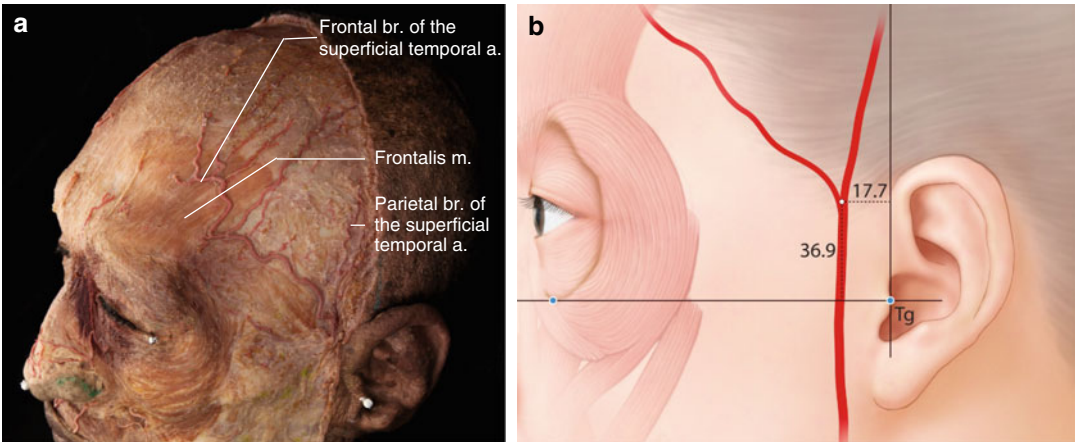 a
Frontal br. of the
superficial temporal a.
Frontalis m.
Parietal br. of
the superficial
temporal a.
b
17.7
36.9
Tg